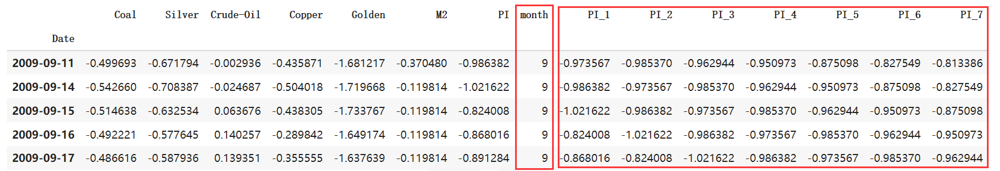 Coal Silver Crude-Oil Copper Golden M2 PI month PI_1 PI_2 PI_3 PI_4 PI_5 PI_6 PI_7
Date
2009-09-11 -0.499693 -0.671794 -0.002936 -0.435871 -1.681217 -0.370480 -0.986382 9 -0.973567 -0.985370 -0.962944 -0.950973 -0.875098 -0.827549 -0.813386
2009-09-14 -0.542660 -0.708387 -0.024687 -0.504018 -1.719668 -0.119814 -1.021622 9 -0.986382 -0.973567 -0.985370 -0.962944 -0.950973 -0.875098 -0.827549
2009-09-15 -0.514638 -0.632534 0.063676 -0.438305 -1.733767 -0.119814 -0.824008 9 -1.021622 -0.986382 -0.973567 -0.985370 -0.962944 -0.950973 -0.875098
2009-09-16 -0.492221 -0.577645 0.140257 -0.289842 -1.649174 -0.119814 -0.868016 9 -0.824008 -1.021622 -0.986382 -0.973567 -0.985370 -0.962944 -0.950973
2009-09-17 -0.486616 -0.587936 0.139351 -0.355555 -1.637639 -0.119814 -0.891284 9 -0.868016 -0.824008 -1.021622 -0.986382 -0.973567 -0.985370 -0.962944